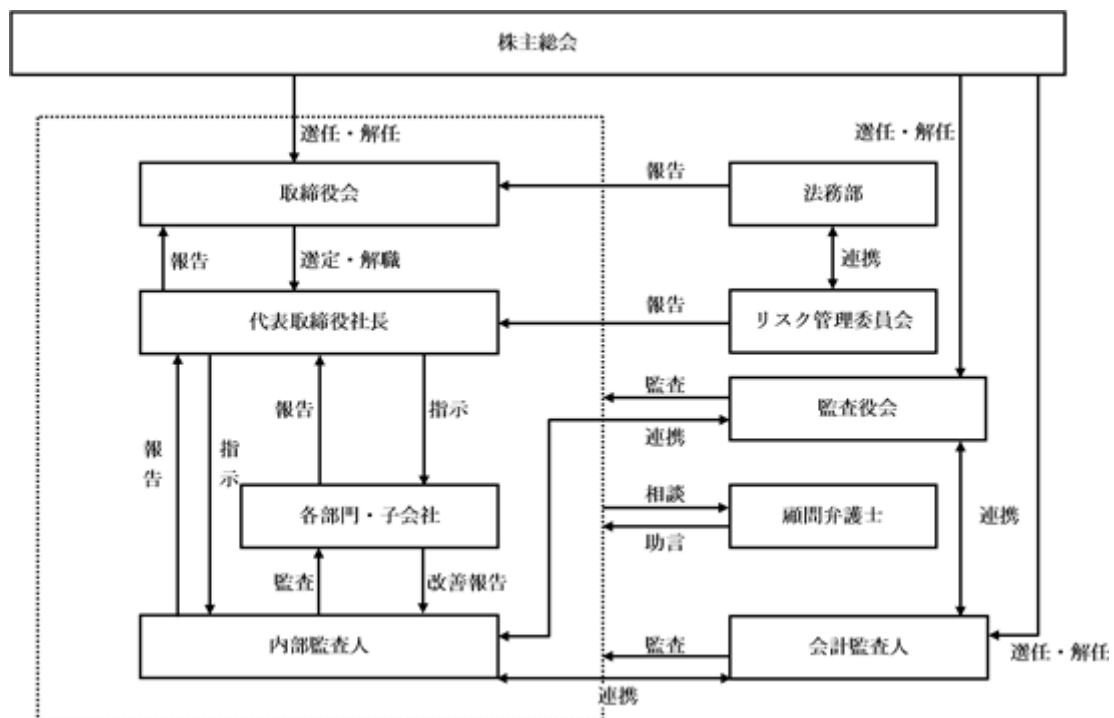 株主総会
選任・解任
選任・解任
取締役会
報告
法務部
報告
選定・解職
連携
代表取締役社長
報告
リスク管理委員会
監査
監査役会
報告
指示
連携
報告
指示
相談
各部門・子会社
顧問弁護士
連携
助言
監査
改善報告
内部監査人
監査
会計監査人
選任・解任
連携